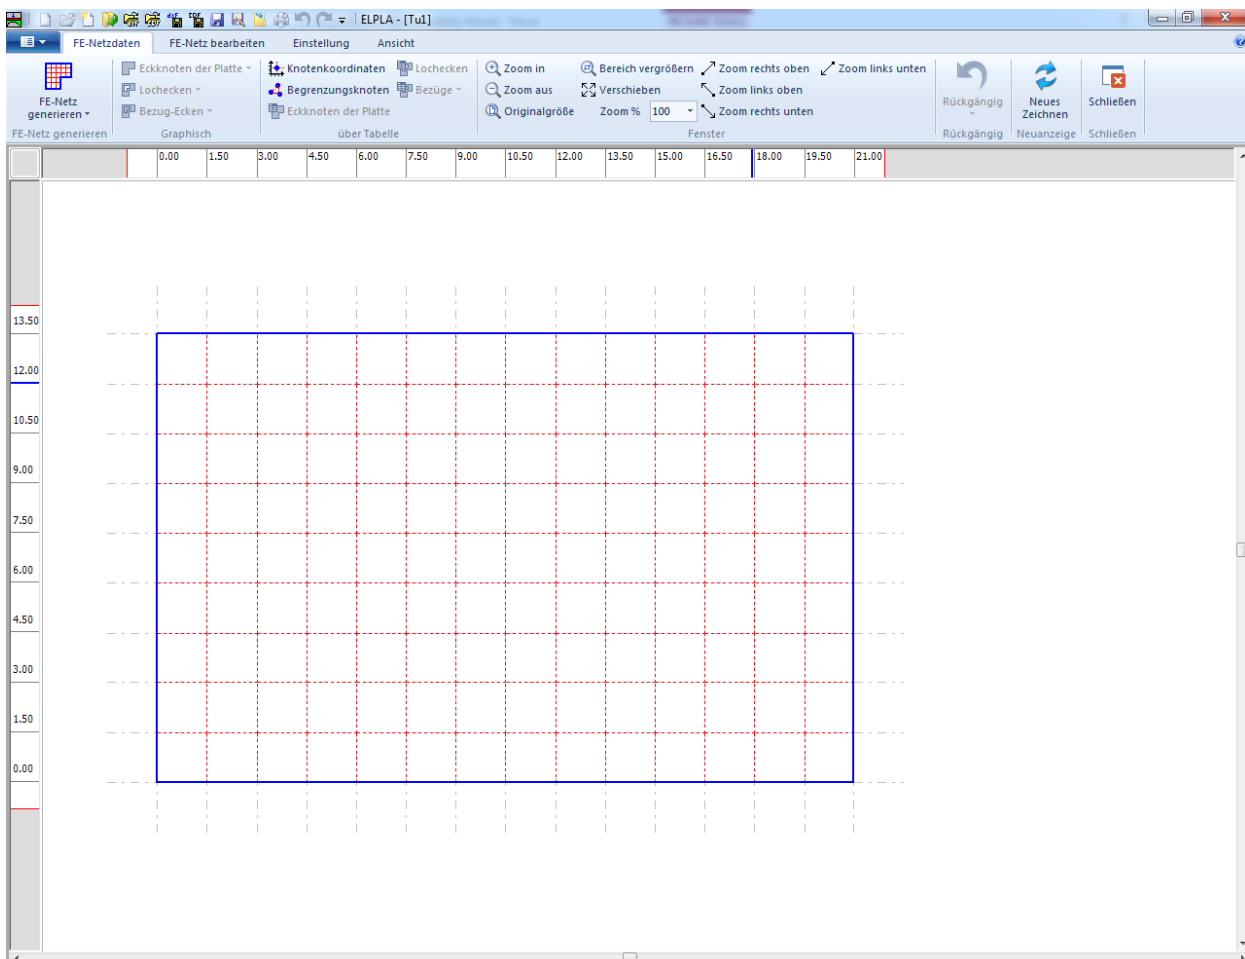 ELPLA - [Tu1]
FE-Netzdaten FE-Netz bearbeiten Einstellung Ansicht
Eckknoten der Platte Knotenkoordinaten Lochecken Zoom in Bereich vergrößern Zoom rechts oben Zoom links unten
Lochecken Begrenzungsknoten Bezüge Zoom aus Verschieben Zoom links oben
FE-Netz generieren Bezug-Ecken Eckknoten der Platte Originalgröße Zoom % 100 Zoom rechts unten Rückgängig Neues Zeichnen Schließen
FE-Netz generieren Graphisch über Tabelle Fenster Rückgängig Neuanzeige Schließen
0.00 1.50 3.00 4.50 6.00 7.50 9.00 10.50 12.00 13.50 15.00 16.50 18.00 19.50 21.00
13.50
12.00
10.50
9.00
7.50
6.00
4.50
3.00
1.50
0.00